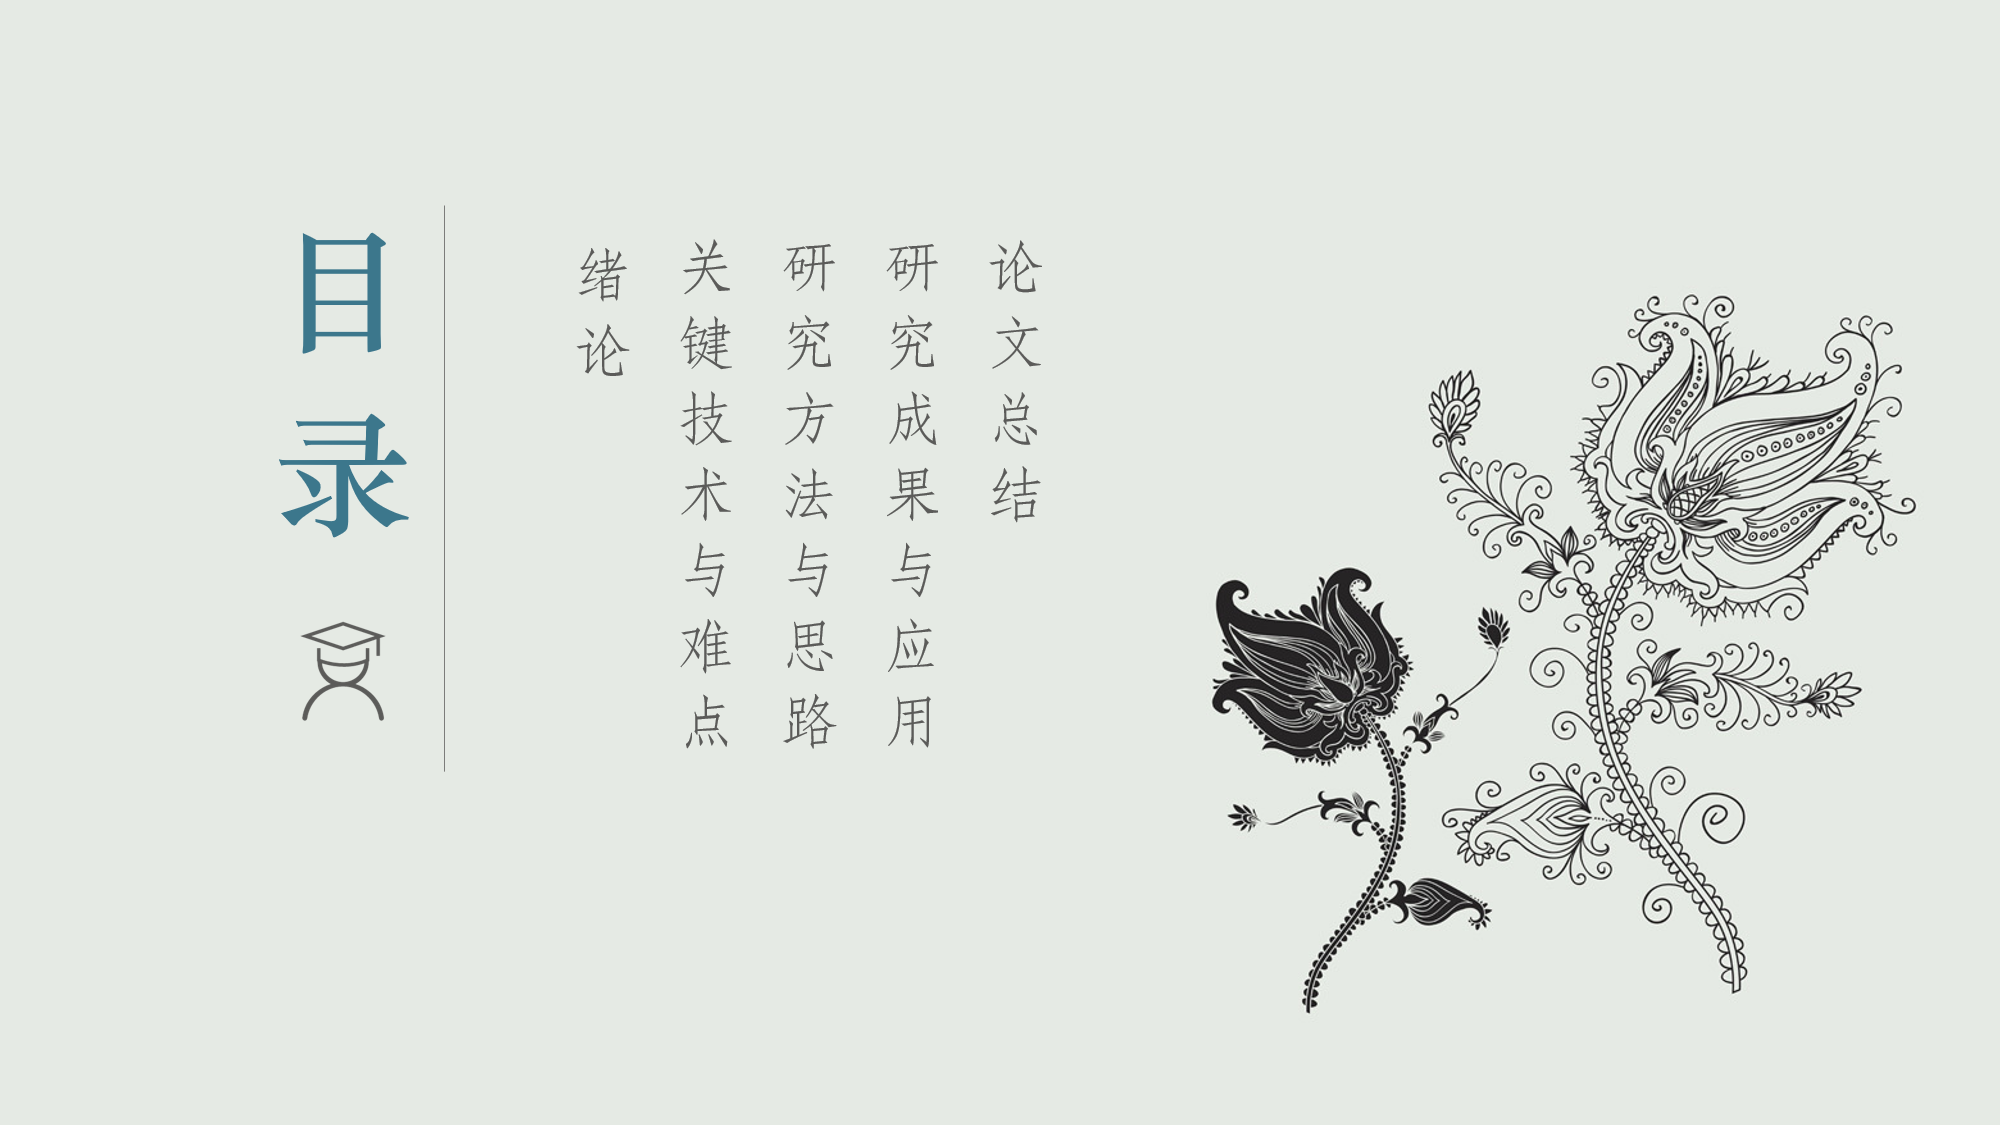 目录
绪论
关键技术与难点
研究方法与思路
研究成果与应用
论文总结